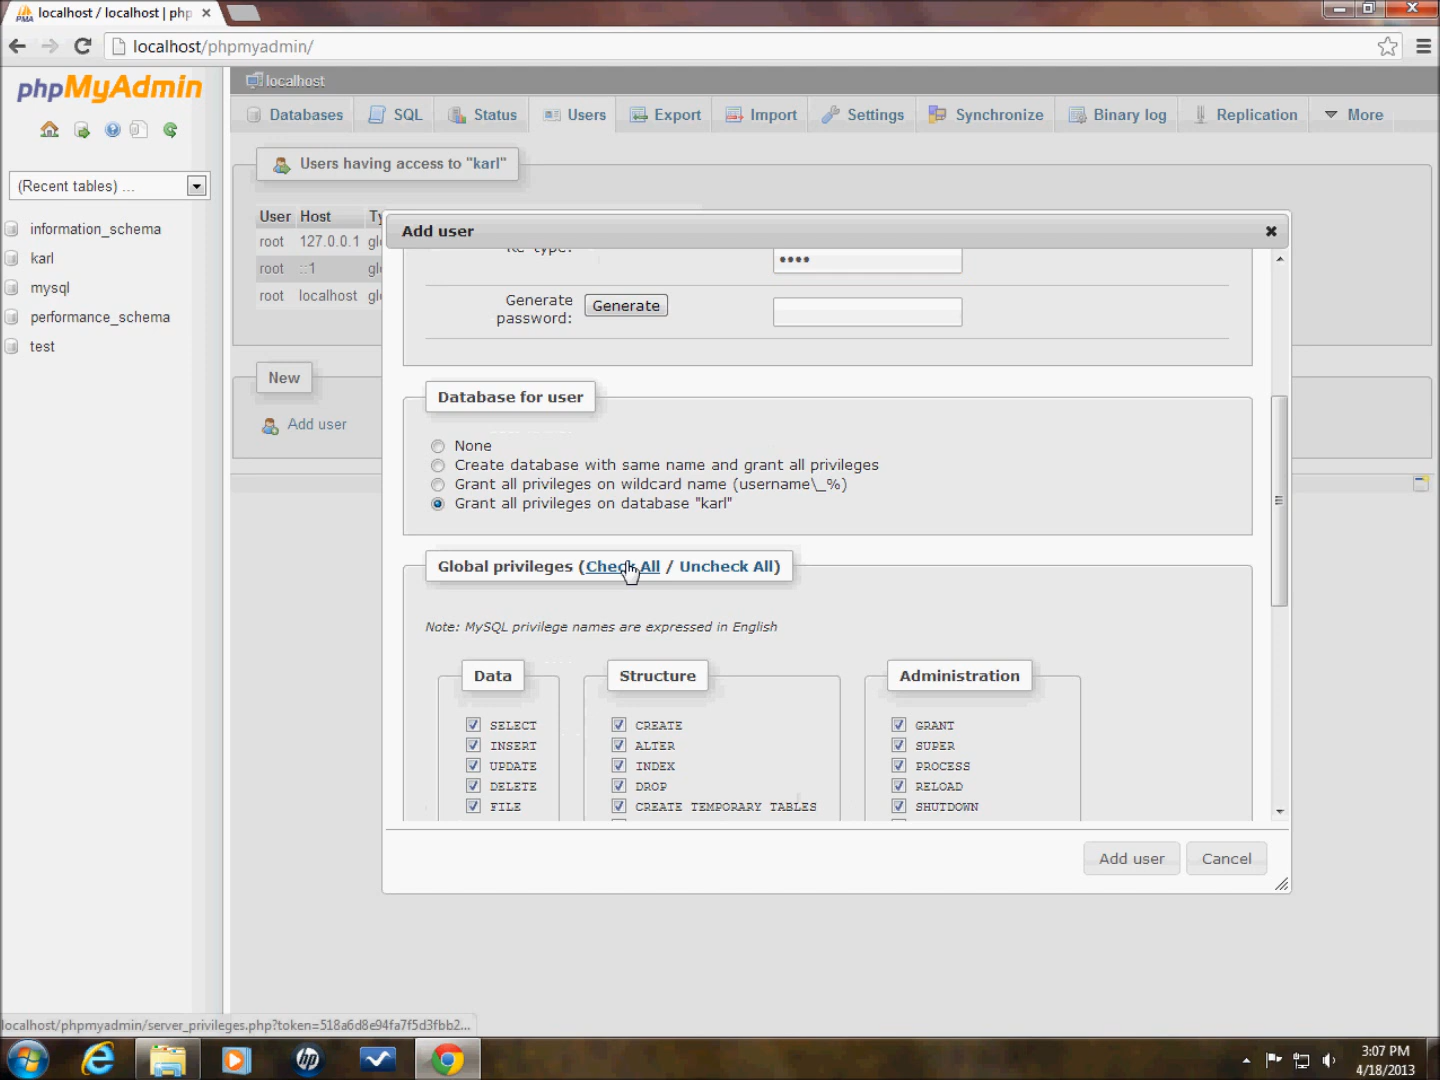 localhost / localhost | php
localhost/phpmyadmin/
phpMyAdmin
(Recent tables) ...
information_schema
karl
mysql
performance_schema
test
localhost
Databases SQL Status Users Export Import Settings Synchronize Binary log Replication More
Users having access to "karl"
User Host
root 127.0.0.1
root ::1
root localhost
New
Add user
Add user
Re-type: ••••
Generate password: Generate
Database for user
None
Create database with same name and grant all privileges
Grant all privileges on wildcard name (username\_%)
Grant all privileges on database "karl"
Global privileges (Check All / Uncheck All)
Note: MySQL privilege names are expressed in English
Data Structure Administration
SELECT CREATE GRANT
INSERT ALTER SUPER
UPDATE INDEX PROCESS
DELETE DROP RELOAD
FILE CREATE TEMPORARY TABLES SHUTDOWN
Add user Cancel
localhost/phpmyadmin/server_privileges.php?token=518a6d8e94fa7f5d3fbb2...
3:07 PM
4/18/2013